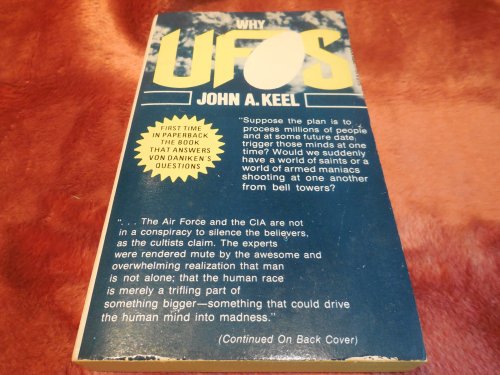 WHY
UFOS
JOHN A. KEEL
FIRST TIME
IN PAPERBACK
THE BOOK
THAT ANSWERS
VON DANIKEN'S
QUESTIONS
"Suppose the plan is to
process millions of people
and at some future date,
trigger those minds at one
time? Would we suddenly
have a world of saints or a
world of armed maniacs
shooting at one another
from bell towers?
". . . The Air Force and the CIA are not
in a conspiracy to silence the believers,
as the cultists claim. The experts
were rendered mute by the awesome and
overwhelming realization that man
is not alone; that the human race
is merely a trifling part of
something bigger—something that could drive
the human mind into madness."
(Continued On Back Cover)